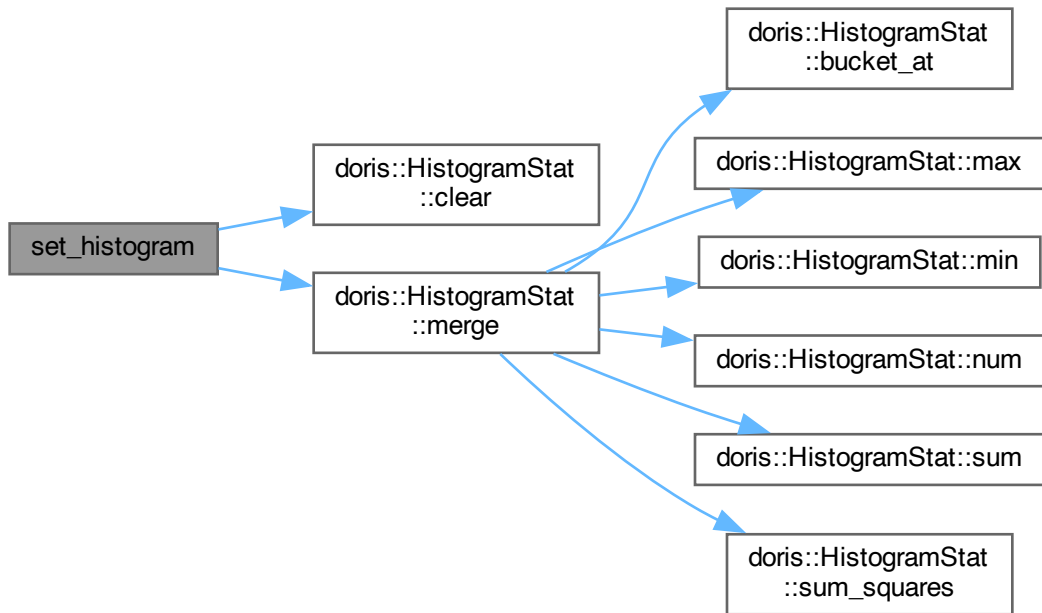 set_histogram
doris::HistogramStat
::clear
doris::HistogramStat
::merge
doris::HistogramStat
::bucket_at
doris::HistogramStat::max
doris::HistogramStat::min
doris::HistogramStat::num
doris::HistogramStat::sum
doris::HistogramStat
::sum_squares